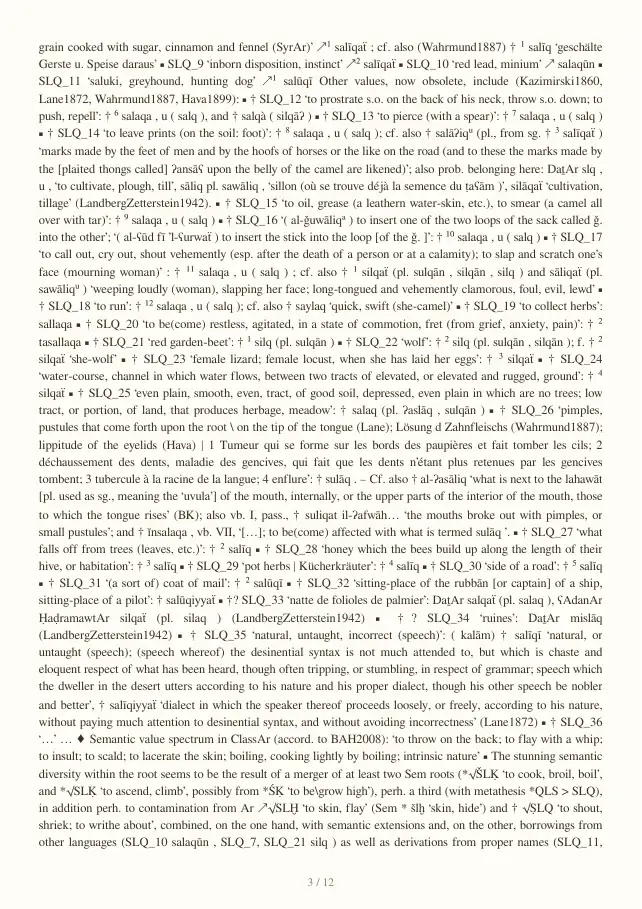 grain cooked with sugar, cinnamon and fennel (SyrAr)’ ↗¹ salīqaẗ ; cf. also (Wahrmund1887) † ¹ salīq ‘geschälte
Gerste u. Speise daraus’ ▪ SLQ_9 ‘inborn disposition, instinct’ ↗² salīqaẗ ▪ SLQ_10 ‘red lead, minium’ ↗ salaqūn ▪
SLQ_11 ‘saluki, greyhound, hunting dog’ ↗¹ salūqī Other values, now obsolete, include (Kazimirski1860,
Lane1872, Wahrmund1887, Hava1899): ▪ † SLQ_12 ‘to prostrate s.o. on the back of his neck, throw s.o. down; to
push, repell’: † ⁶ salaqa , u ( salq ), and † salqà ( silqāʔ ) ▪ † SLQ_13 ‘to pierce (with a spear)’: † ⁷ salaqa , u ( salq )
▪ † SLQ_14 ‘to leave prints (on the soil: foot)’: † ⁸ salaqa , u ( salq ); cf. also † salāʔiqᵘ (pl., from sg. † ³ salīqaẗ )
‘marks made by the feet of men and by the hoofs of horses or the like on the road (and to these the marks made by
the [plaited thongs called] ʔansāʕ upon the belly of the camel are likened)’; also prob. belonging here: DaṯAr slq ,
u , ‘to cultivate, plough, till’, sāliq pl. sawāliq , ‘sillon (où se trouve déjà la semence du ṭaʕām )’, silāqaẗ ‘cultivation,
tillage’ (LandbergZetterstein1942). ▪ † SLQ_15 ‘to oil, grease (a leathern water-skin, etc.), to smear (a camel all
over with tar)’: † ⁹ salaqa , u ( salq ) ▪ † SLQ_16 ‘( al-ǧuwāliqᵃ ) to insert one of the two loops of the sack called ǧ.
into the other’; ‘( al-ʕūd fī ’l-ʕurwaẗ ) to insert the stick into the loop [of the ǧ. ]’: † ¹⁰ salaqa , u ( salq ) ▪ † SLQ_17
‘to call out, cry out, shout vehemently (esp. after the death of a person or at a calamity); to slap and scratch one’s
face (mourning woman)’ : † ¹¹ salaqa , u ( salq ) ; cf. also † ¹ silqaẗ (pl. sulqān , silqān , silq ) and sāliqaẗ (pl.
sawāliqᵘ ) ‘weeping loudly (woman), slapping her face; long-tongued and vehemently clamorous, foul, evil, lewd’ ▪
† SLQ_18 ‘to run’: † ¹² salaqa , u ( salq ); cf. also † saylaq ‘quick, swift (she-camel)’ ▪ † SLQ_19 ‘to collect herbs’:
sallaqa ▪ † SLQ_20 ‘to be(come) restless, agitated, in a state of commotion, fret (from grief, anxiety, pain)’: † ²
tasallaqa ▪ † SLQ_21 ‘red garden-beet’: † ¹ silq (pl. sulqān ) ▪ † SLQ_22 ‘wolf’: † ² silq (pl. sulqān , silqān ); f. † ²
silqaẗ ‘she-wolf’ ▪ † SLQ_23 ‘female lizard; female locust, when she has laid her eggs’: † ³ silqaẗ ▪ † SLQ_24
‘water-course, channel in which water flows, between two tracts of elevated, or elevated and rugged, ground’: † ⁴
silqaẗ ▪ † SLQ_25 ‘even plain, smooth, even, tract, of good soil, depressed, even plain in which are no trees; low
tract, or portion, of land, that produces herbage, meadow’: † salaq (pl. ʔaslāq , sulqān ) ▪ † SLQ_26 ‘pimples,
pustules that come forth upon the root \ on the tip of the tongue (Lane); Lösung d Zahnfleischs (Wahrmund1887);
lippitude of the eyelids (Hava) | 1 Tumeur qui se forme sur les bords des paupières et fait tomber les cils; 2
déchaussement des dents, maladie des gencives, qui fait que les dents n’étant plus retenues par les gencives
tombent; 3 tubercule à la racine de la langue; 4 enflure’: † sulāq . – Cf. also † al-ʔasāliq ‘what is next to the lahawāt
[pl. used as sg., meaning the ‘uvula’] of the mouth, internally, or the upper parts of the interior of the mouth, those
to which the tongue rises’ (BK); also vb. I, pass., † suliqat il-ʔafwāh… ‘the mouths broke out with pimples, or
small pustules’; and † ĭnsalaqa , vb. VII, ‘[…]; to be(come) affected with what is termed sulāq ’. ▪ † SLQ_27 ‘what
falls off from trees (leaves, etc.)’: † ² salīq ▪ † SLQ_28 ‘honey which the bees build up along the length of their
hive, or habitation’: † ³ salīq ▪ † SLQ_29 ‘pot herbs | Kücherkräuter’: † ⁴ salīq ▪ † SLQ_30 ‘side of a road’: † ⁵ salīq
▪ † SLQ_31 ‘(a sort of) coat of mail’: † ² salūqī ▪ † SLQ_32 ‘sitting-place of the rubbān [or captain] of a ship,
sitting-place of a pilot’: † salūqiyyaẗ ▪ †? SLQ_33 ‘natte de folioles de palmier’: DaṯAr salqaẗ (pl. salaq ), ʕAdanAr
ḤaḍramawtAr silqaẗ (pl. silaq ) (LandbergZetterstein1942) ▪ † ? SLQ_34 ‘ruines’: DaṯAr mislāq
(LandbergZetterstein1942) ▪ † SLQ_35 ‘natural, untaught, incorrect (speech)’: ( kalām) † salīqī ‘natural, or
untaught (speech); (speech whereof) the desinential syntax is not much attended to, but which is chaste and
eloquent respect of what has been heard, though often tripping, or stumbling, in respect of grammar; speech which
the dweller in the desert utters according to his nature and his proper dialect, though his other speech be nobler
and better’, † salīqiyyaẗ ‘dialect in which the speaker thereof proceeds loosely, or freely, according to his nature,
without paying much attention to desinential syntax, and without avoiding incorrectness’ (Lane1872) ▪ † SLQ_36
‘…’ … ♦ Semantic value spectrum in ClassAr (accord. to BAH2008): ‘to throw on the back; to flay with a whip;
to insult; to scald; to lacerate the skin; boiling, cooking lightly by boiling; intrinsic nature’ ▪ The stunning semantic
diversity within the root seems to be the result of a merger of at least two Sem roots (*√ŠLḲ ‘to cook, broil, boil’,
and *√SLḲ ‘to ascend, climb’, possibly from *ŚḲ ‘to be\grow high’), perh. a third (with metathesis *QLS > SLQ),
in addition perh. to contamination from Ar ↗√SLḪ ‘to skin, flay’ (Sem * šlḫ ‘skin, hide’) and † √ṢLQ ‘to shout,
shriek; to writhe about’, combined, on the one hand, with semantic extensions and, on the other, borrowings from
other languages (SLQ_10 salaqūn , SLQ_7, SLQ_21 silq ) as well as derivations from proper names (SLQ_11,
3 / 12